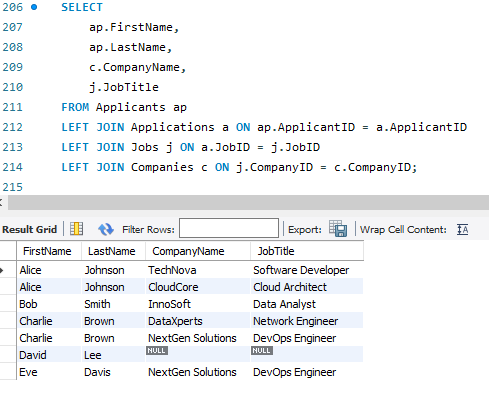 206 SELECT
207 ap.FirstName,
208 ap.LastName,
209 c.CompanyName,
210 j.JobTitle
211 FROM Applicants ap
212 LEFT JOIN Applications a ON ap.ApplicantID = a.ApplicantID
213 LEFT JOIN Jobs j ON a.JobID = j.JobID
214 LEFT JOIN Companies c ON j.CompanyID = c.CompanyID;
215
Result Grid Filter Rows: Export: Wrap Cell Content:
FirstName LastName CompanyName JobTitle
Alice Johnson TechNova Software Developer
Alice Johnson CloudCore Cloud Architect
Bob Smith InnoSoft Data Analyst
Charlie Brown DataXperts Network Engineer
Charlie Brown NextGen Solutions DevOps Engineer
David Lee NULL NULL
Eve Davis NextGen Solutions DevOps Engineer